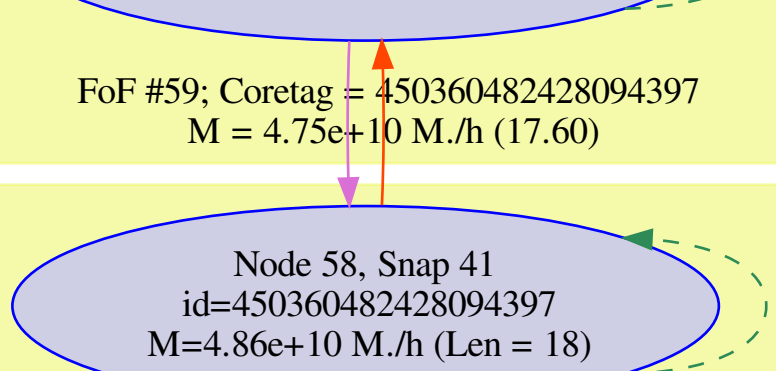 FoF #59; Coretag = 450360482428094397
M = 4.75e+10 M./h (17.60)
Node 58, Snap 41
id=450360482428094397
M=4.86e+10 M./h (Len = 18)